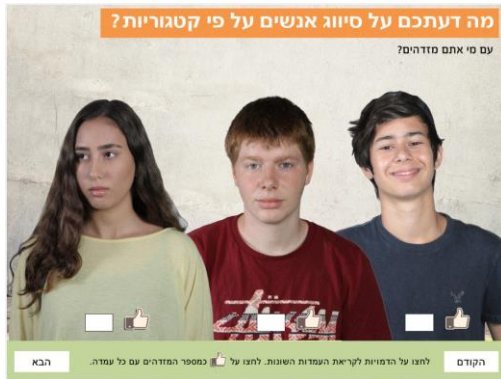 מה דעתכם על סיווג אנשים על פי קטגוריות?
עם מי אתם מזדהים?
הקודם
לחצו על הדמויות לקריאת העמדות השונות. לחצו על כמספר המזדהים עם כל עמדה.
הבא